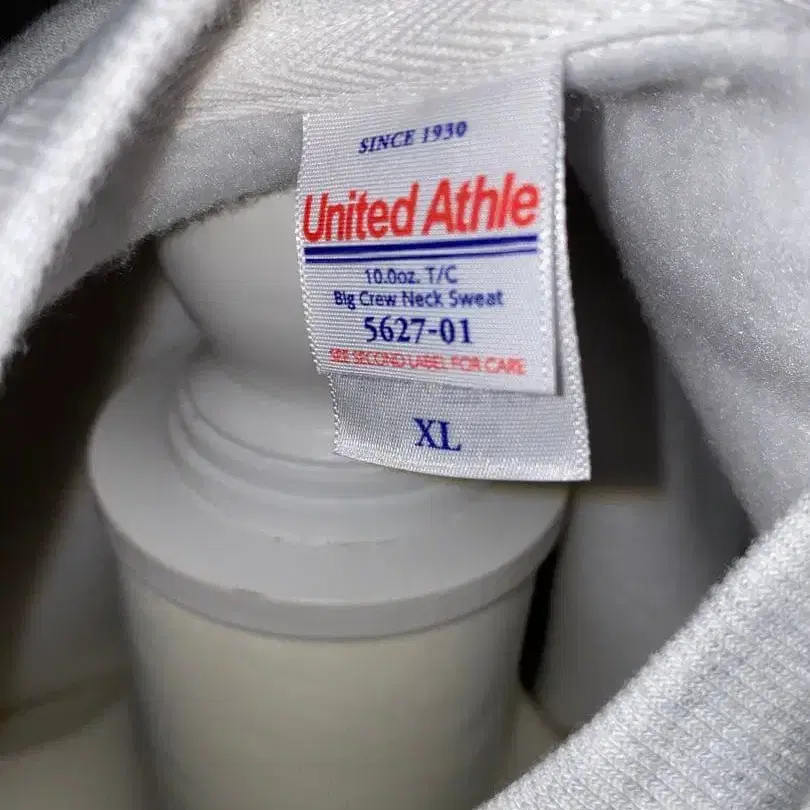 SINCE 1930
United Athle
10.0oz. T/C
Big Crew Neck Sweat
5627-01
SEE SECOND LABEL FOR CARE
XL